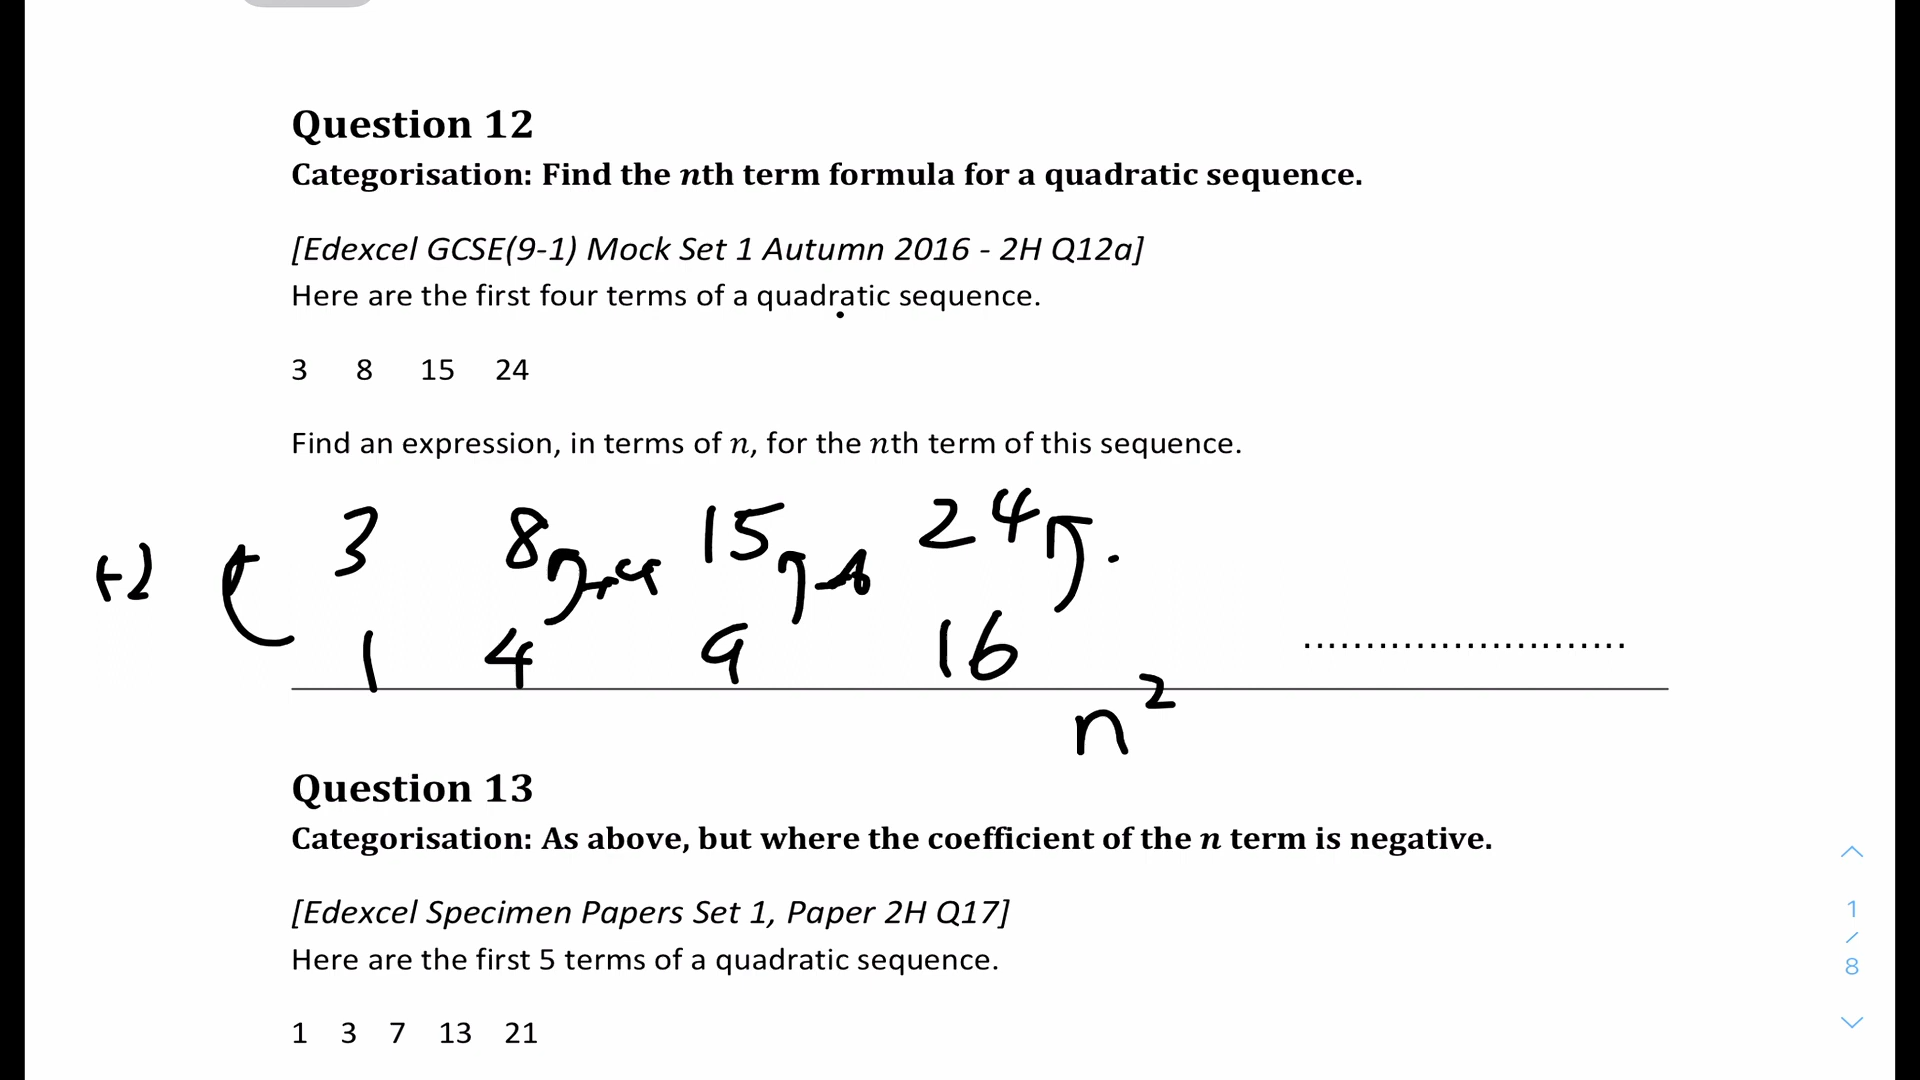 Question 12
Categorisation: Find the nth term formula for a quadratic sequence.
[Edexcel GCSE(9-1) Mock Set 1 Autumn 2016 - 2H Q12a]
Here are the first four terms of a quadratic sequence.
3 8 15 24
Find an expression, in terms of n, for the nth term of this sequence.
3 8 15 24
+2 +4
1 4 9 16
..........................
n²
Question 13
Categorisation: As above, but where the coefficient of the n term is negative.
[Edexcel Specimen Papers Set 1, Paper 2H Q17]
Here are the first 5 terms of a quadratic sequence.
1 3 7 13 21
1
/
8